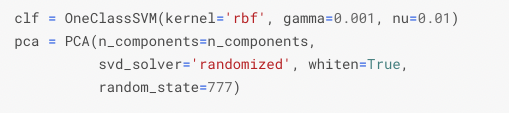 clf = OneClassSVM(kernel='rbf', gamma=0.001, nu=0.01)
pca = PCA(n_components=n_components,
          svd_solver='randomized', whiten=True,
          random_state=777)